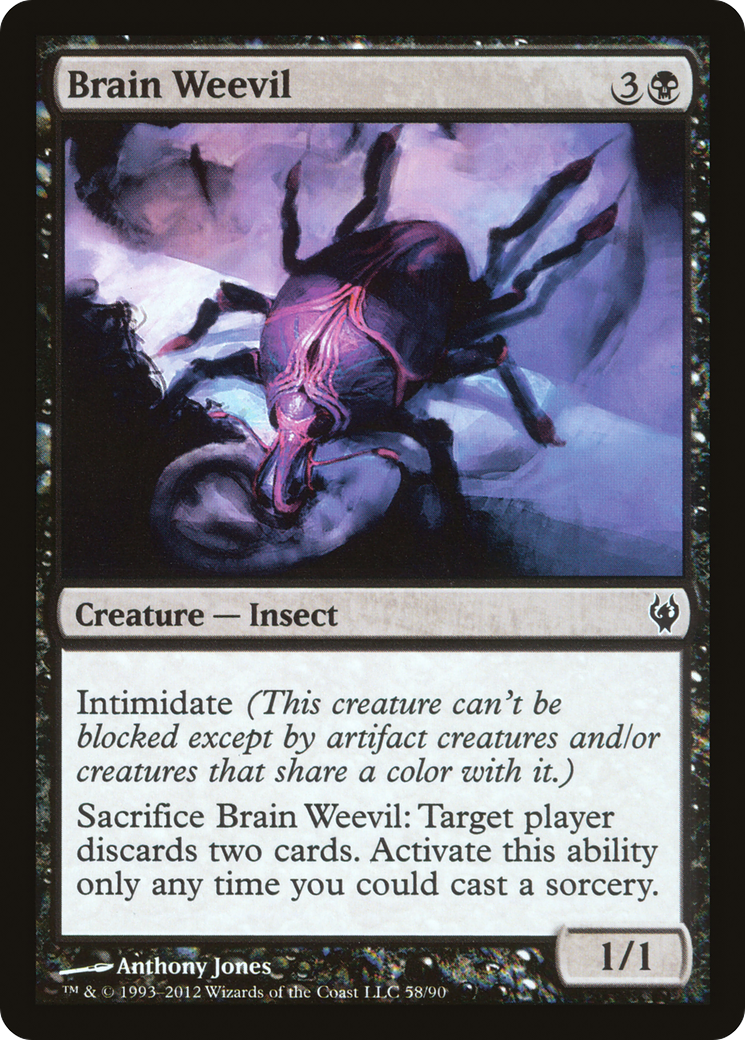 Brain Weevil 3
Creature — Insect
Intimidate (This creature can't be
blocked except by artifact creatures and/or
creatures that share a color with it.)
Sacrifice Brain Weevil: Target player
discards two cards. Activate this ability
only any time you could cast a sorcery.
1/1
Anthony Jones
™ & © 1993–2012 Wizards of the Coast LLC 58/90